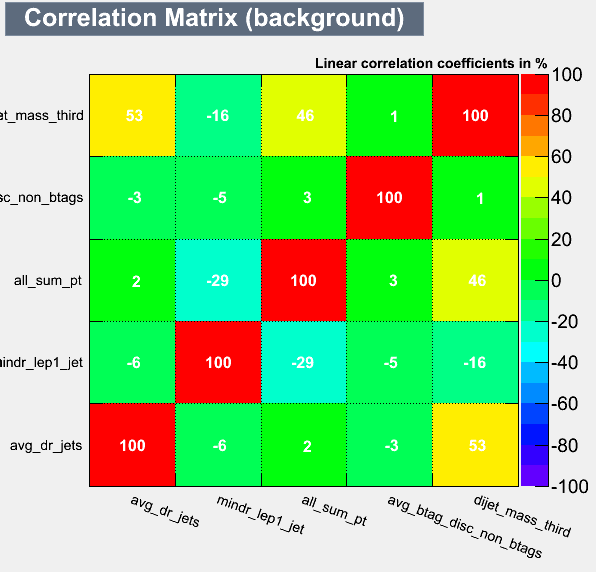 Correlation Matrix (background)
Linear correlation coefficients in %
et_mass_third 53 -16 46 1 100
sc_non_btags -3 -5 3 100 1
all_sum_pt 2 -29 100 3 46
mindr_lep1_jet -6 100 -29 -5 -16
avg_dr_jets 100 -6 2 -3 53
avg_dr_jets mindr_lep1_jet all_sum_pt avg_btag_disc_non_btags dijet_mass_third
100
80
60
40
20
0
-20
-40
-60
-80
-100